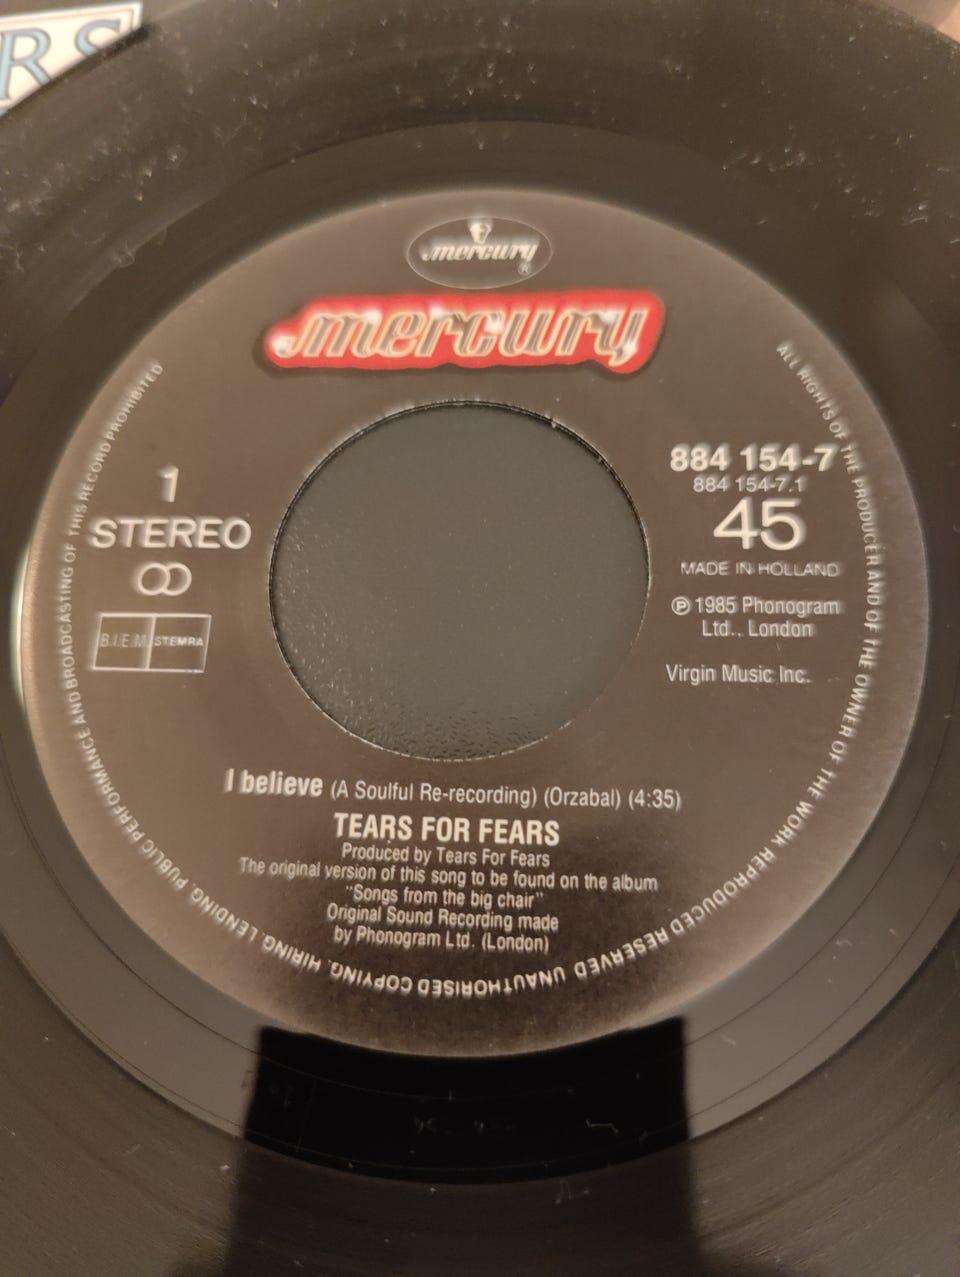 RS
mercury
®
mercury
1
STEREO
B.I.E.M. STEMRA
884 154-7
884 154-7.1
45
MADE IN HOLLAND
℗ 1985 Phonogram
Ltd., London
Virgin Music Inc.
I believe (A Soulful Re-recording) (Orzabal) (4:35)
TEARS FOR FEARS
Produced by Tears For Fears
The original version of this song to be found on the album
"Songs from the big chair"
Original Sound Recording made
by Phonogram Ltd. (London)
ALL RIGHTS OF THE PRODUCER AND OF THE OWNER OF THE WORK REPRODUCED RESERVED UNAUTHORISED COPYING, HIRING, LENDING, PUBLIC PERFORMANCE AND BROADCASTING OF THIS RECORD PROHIBITED